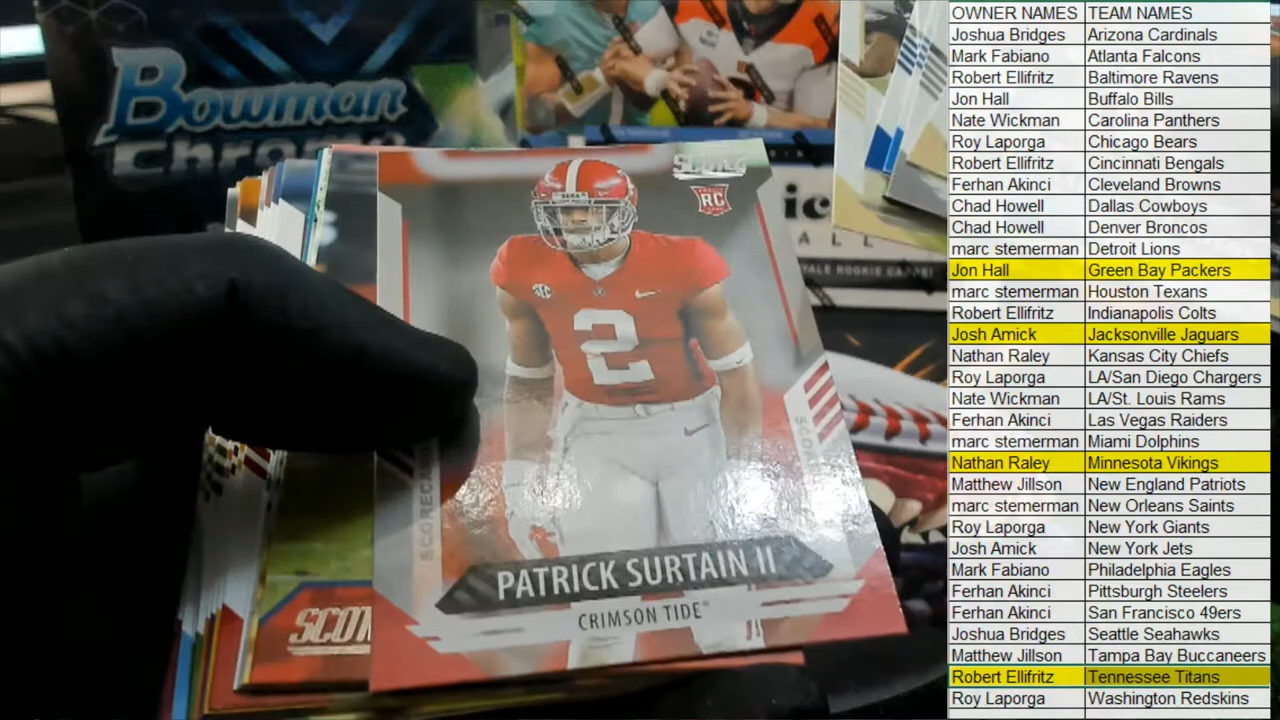 Bowman
Chrome
SCORE
RC
2
SEC
SCORECARD
PATRICK SURTAIN II
CRIMSON TIDE
OWNER NAMES TEAM NAMES
Joshua Bridges Arizona Cardinals
Mark Fabiano Atlanta Falcons
Robert Ellifritz Baltimore Ravens
Jon Hall Buffalo Bills
Nate Wickman Carolina Panthers
Roy Laporga Chicago Bears
Robert Ellifritz Cincinnati Bengals
Ferhan Akinci Cleveland Browns
Chad Howell Dallas Cowboys
Chad Howell Denver Broncos
marc stemerman Detroit Lions
Jon Hall Green Bay Packers
marc stemerman Houston Texans
Robert Ellifritz Indianapolis Colts
Josh Amick Jacksonville Jaguars
Nathan Raley Kansas City Chiefs
Roy Laporga LA/San Diego Chargers
Nate Wickman LA/St. Louis Rams
Ferhan Akinci Las Vegas Raiders
marc stemerman Miami Dolphins
Nathan Raley Minnesota Vikings
Matthew Jillson New England Patriots
marc stemerman New Orleans Saints
Roy Laporga New York Giants
Josh Amick New York Jets
Mark Fabiano Philadelphia Eagles
Ferhan Akinci Pittsburgh Steelers
Ferhan Akinci San Francisco 49ers
Joshua Bridges Seattle Seahawks
Matthew Jillson Tampa Bay Buccaneers
Robert Ellifritz Tennessee Titans
Roy Laporga Washington Redskins